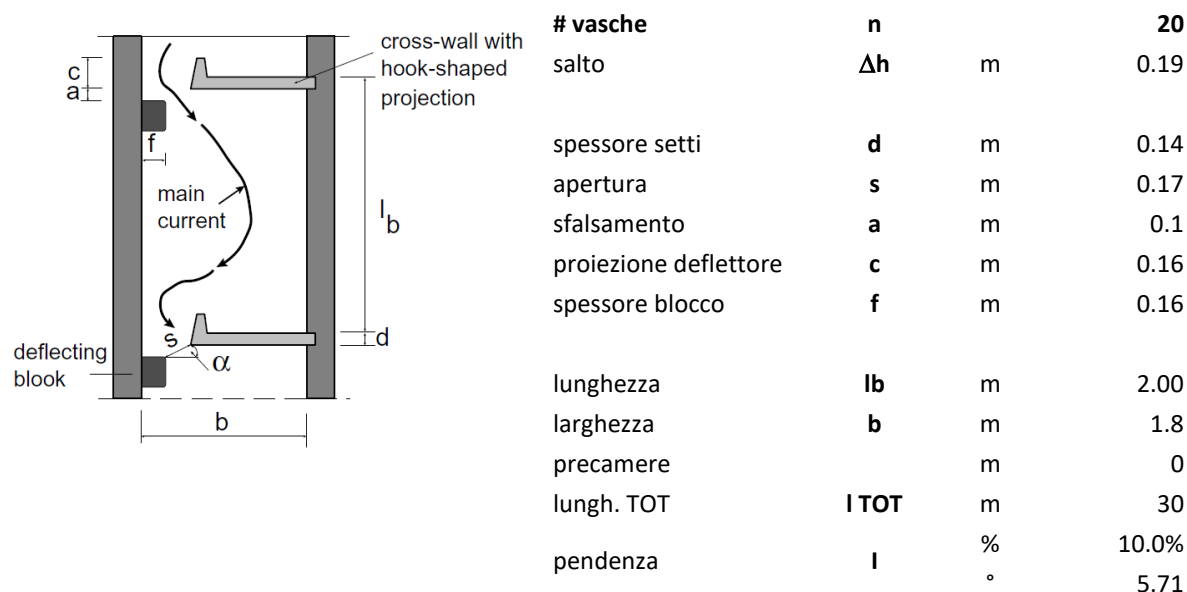 cross-wall with
hook-shaped
projection
c
a
f
main
current
l b
s
d
α
deflecting
blook
b
# vasche n 20
salto Δh m 0.19
spessore setti d m 0.14
apertura s m 0.17
sfalsamento a m 0.1
proiezione deflettore c m 0.16
spessore blocco f m 0.16
lunghezza lb m 2.00
larghezza b m 1.8
precamere m 0
lungh. TOT l TOT m 30
pendenza I % 10.0%
° 5.71